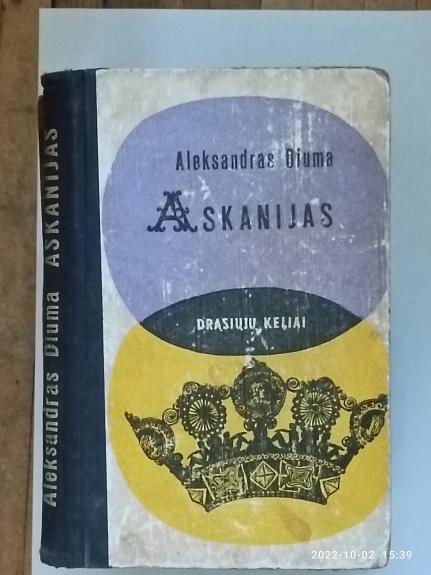 Aleksandras Diuma ASKANIJAS
Aleksandras Diuma
ASKANIJAS
DRĄSIŲJŲ KELIAI
2022-10-02 15:39